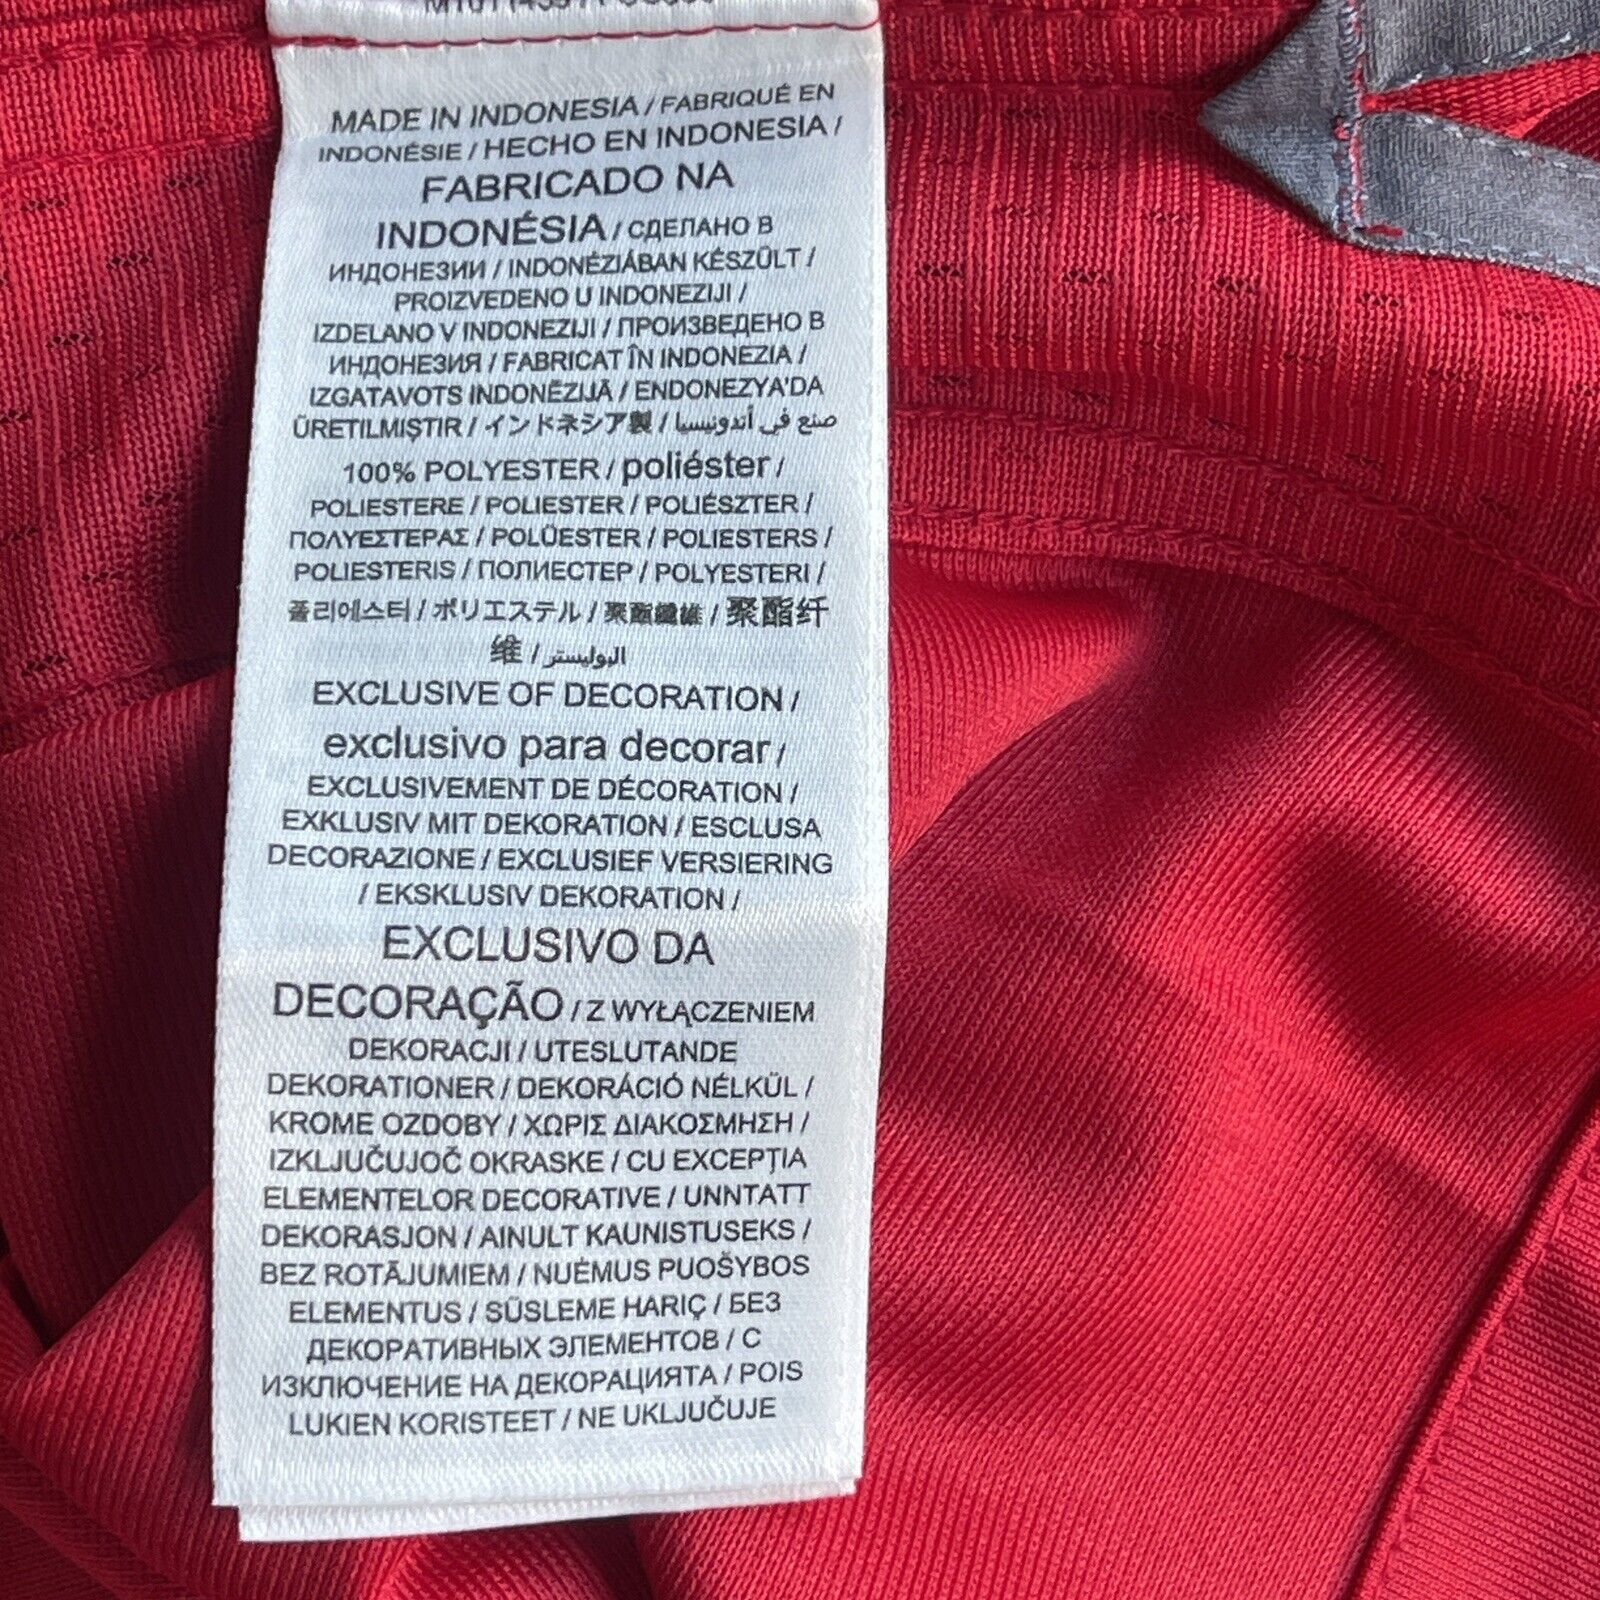 MADE IN INDONESIA / FABRIQUÉ EN
INDONÉSIE / HECHO EN INDONESIA /
FABRICADO NA
INDONÉSIA / СДЕЛАНО В
ИНДОНЕЗИИ / INDONÉZIÁBAN KÉSZÜLT /
PROIZVEDENO U INDONEZIJI /
IZDELANO V INDONEZIJI / ПРОИЗВЕДЕНО В
ИНДОНЕЗИЯ / FABRICAT ÎN INDONEZIA /
IZGATAVOTS INDONĒZIJĀ / ENDONEZYA'DA
ÜRETILMIŞTIR / インドネシア製 / صنع في أندونيسيا
100% POLYESTER / poliéster /
POLIESTERE / POLIESTER / POLIÉSZTER /
ΠΟΛΥΕΣΤΕΡΑΣ / POLÜESTER / POLIESTERS /
POLIESTERIS / ПОЛИЕСТЕР / POLYESTERI /
폴리에스터 / ポリエステル / 聚酯纖維 / 聚酯纤
维 / البوليستر
EXCLUSIVE OF DECORATION /
exclusivo para decorar /
EXCLUSIVEMENT DE DÉCORATION /
EXKLUSIV MIT DEKORATION / ESCLUSA
DECORAZIONE / EXCLUSIEF VERSIERING
/ EKSKLUSIV DEKORATION /
EXCLUSIVO DA
DECORAÇÃO / Z WYŁĄCZENIEM
DEKORACJI / UTESLUTANDE
DEKORATIONER / DEKORÁCIÓ NÉLKÜL /
KROME OZDOBY / ΧΩΡΙΣ ΔΙΑΚΟΣΜΗΣΗ /
IZKLJUČUJOČ OKRASKE / CU EXCEPȚIA
ELEMENTELOR DECORATIVE / UNNTATT
DEKORASJON / AINULT KAUNISTUSEKS /
BEZ ROTĀJUMIEM / NUĖMUS PUOŠYBOS
ELEMENTUS / SÜSLEME HARIÇ / БЕЗ
ДЕКОРАТИВНЫХ ЭЛЕМЕНТОВ / С
ИЗКЛЮЧЕНИЕ НА ДЕКОРАЦИЯТА / POIS
LUKIEN KORISTEET / NE UKLJUČUJE